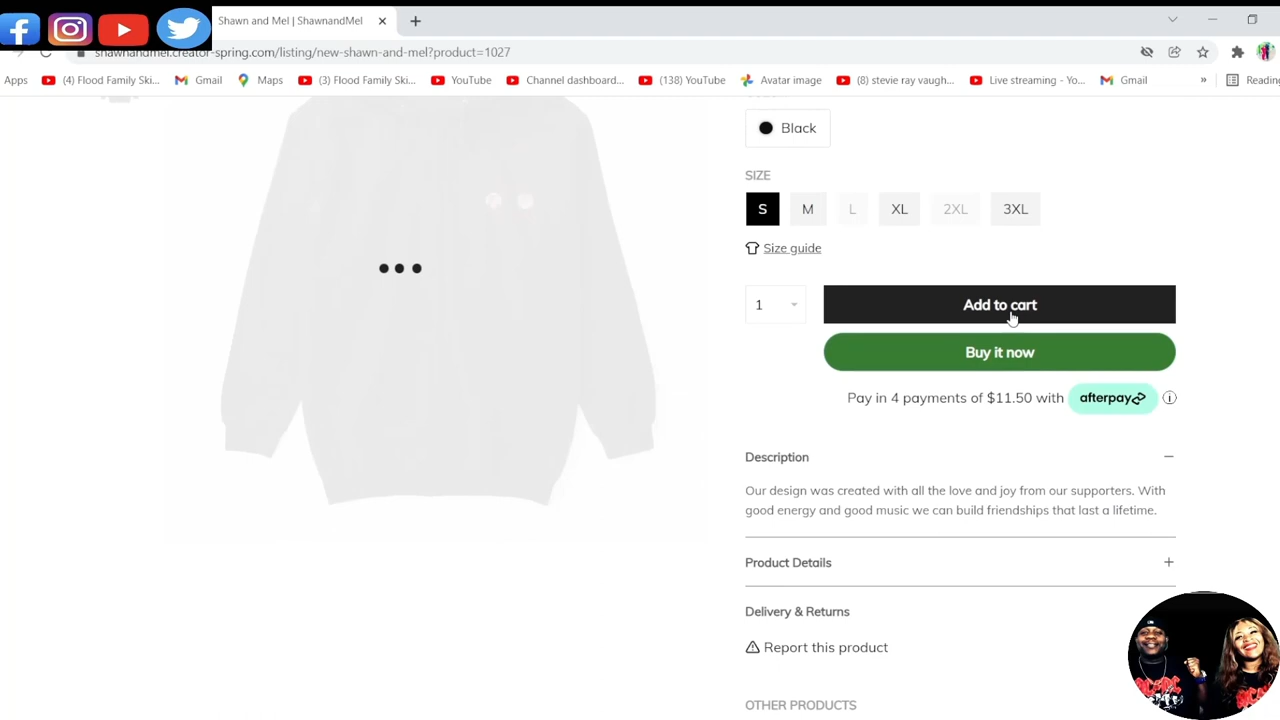 Shawn and Mel | ShawnandMel
shawnandmel.creator-spring.com/listing/new-shawn-and-mel?product=1027
Apps (4) Flood Family Ski... Gmail Maps (3) Flood Family Ski... YouTube Channel dashboard... (138) YouTube Avatar image (8) stevie ray vaugh... Live streaming - Yo... Gmail » Reading
Black
SIZE
S M L XL 2XL 3XL
Size guide
1 Add to cart
Buy it now
Pay in 4 payments of $11.50 with afterpay
Description
Our design was created with all the love and joy from our supporters. With
good energy and good music we can build friendships that last a lifetime.
Product Details
Delivery & Returns
Report this product
OTHER PRODUCTS